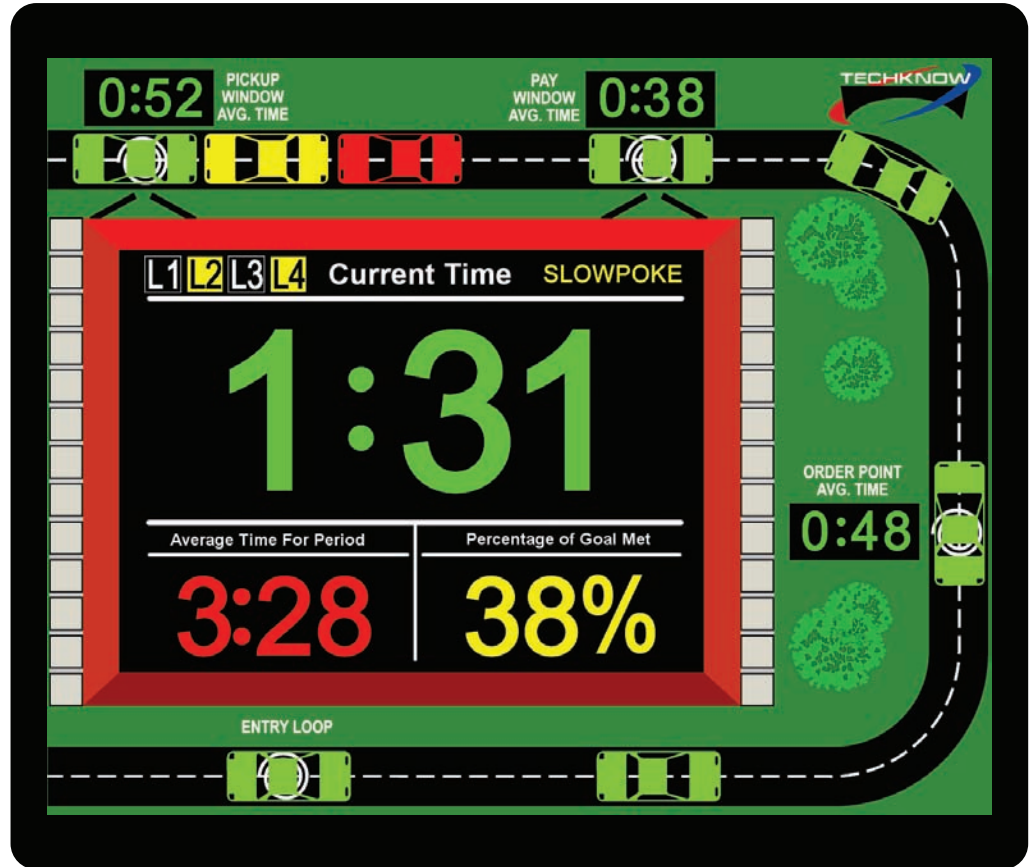 0:52
PICKUP
WINDOW
AVG. TIME
PAY
WINDOW
AVG. TIME
0:38
TECHKNOW
L1 L2 L3 L4 Current Time SLOWPOKE
1:31
Average Time For Period
Percentage of Goal Met
3:28
38%
ORDER POINT
AVG. TIME
0:48
ENTRY LOOP